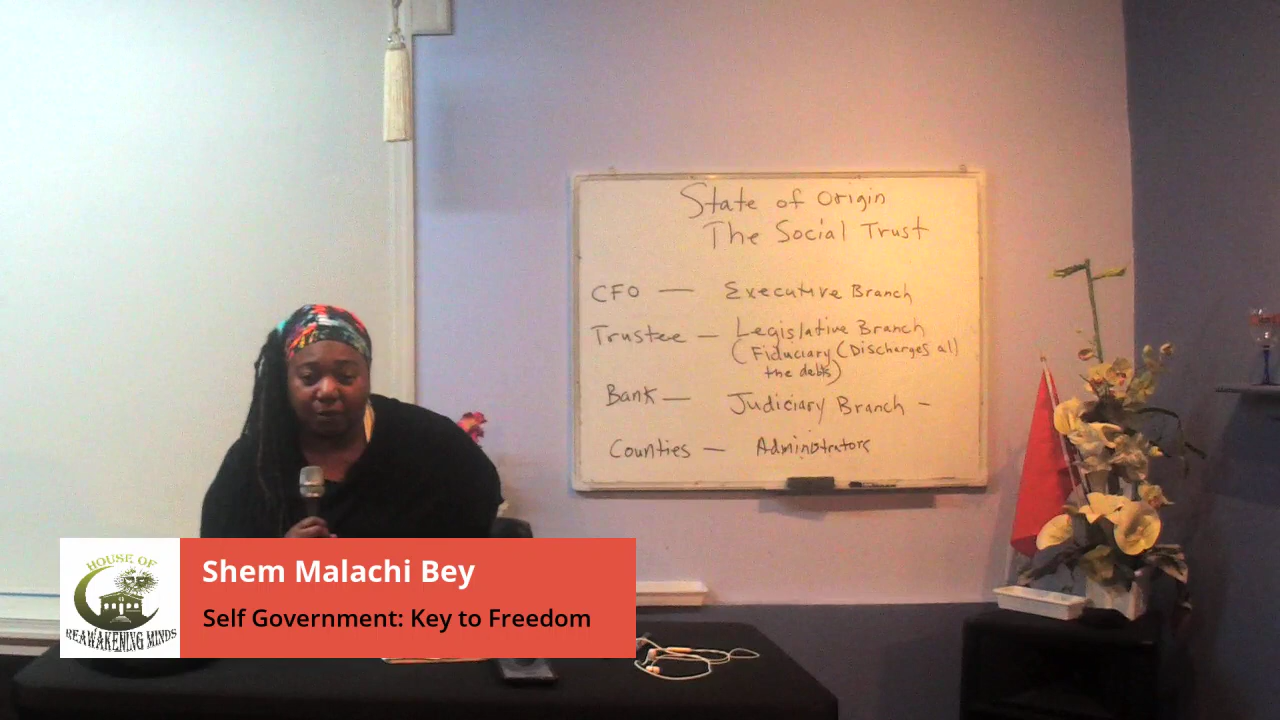 State of Origin
The Social Trust
CFO — Executive Branch
Trustee — Legislative Branch
(Fiduciary (Discharges al)
the debts)
Bank — Judiciary Branch –
Counties — Administrators
HOUSE OF
REAWAKENING MINDS
Shem Malachi Bey
Self Government: Key to Freedom